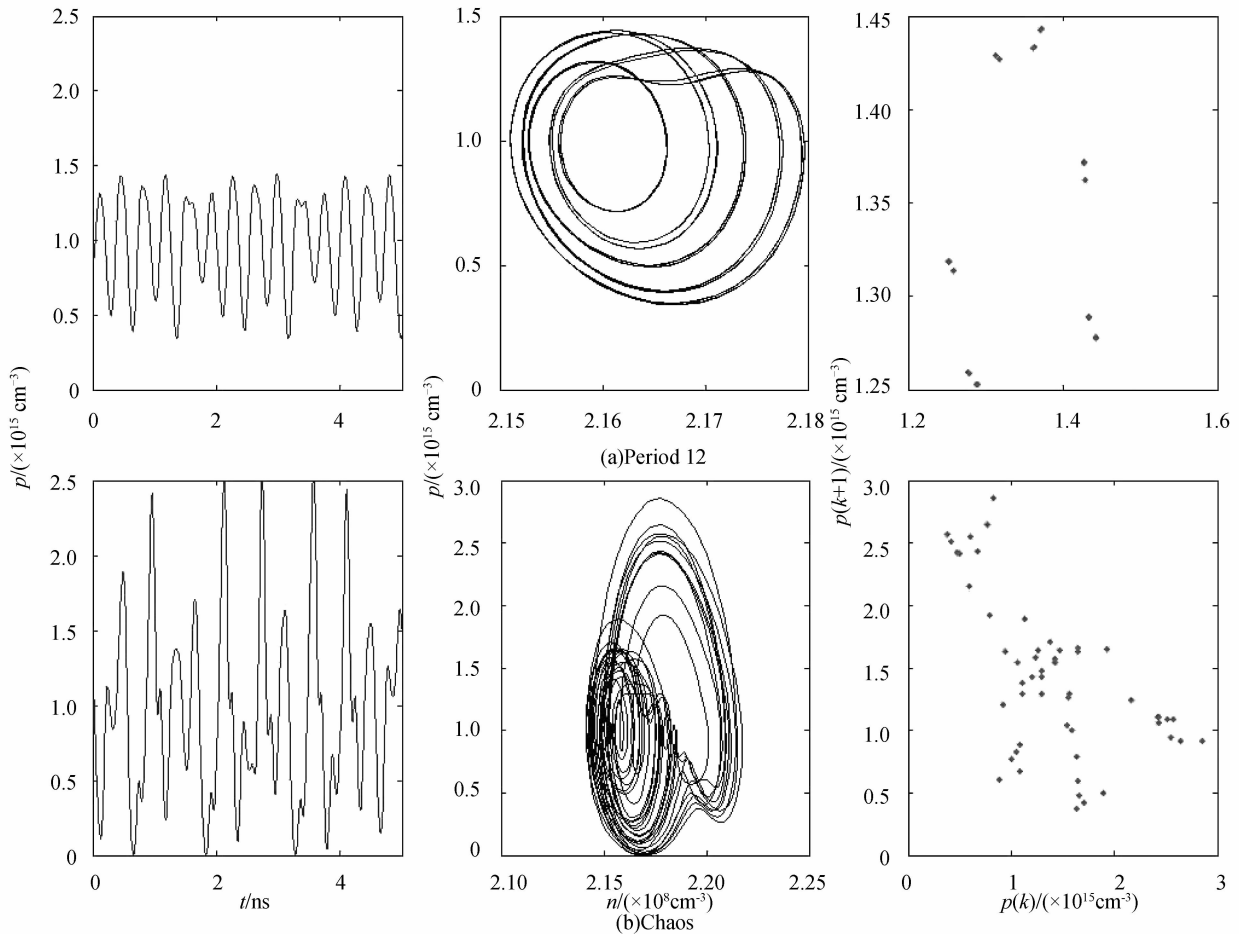 2.5 2.0 1.5 1.0 0.5 0
0 2 4
1.5 1.0 0.5 0
2.15 2.16 2.17 2.18
1.45 1.40 1.35 1.30 1.25
1.2 1.4 1.6
p/(×10¹⁵ cm⁻³)
p/(×10¹⁵ cm⁻³)
p(k+1)/(×10¹⁵ cm⁻³)
(a)Period 12
2.5 2.0 1.5 1.0 0.5 0
0 2 4
t/ns
3.0 2.5 2.0 1.5 1.0 0.5 0
2.10 2.15 2.20 2.25
n/(×10⁸cm⁻³)
3.0 2.5 2.0 1.5 1.0 0.5 0
0 1 2 3
p(k)/(×10¹⁵cm⁻³)
(b)Chaos